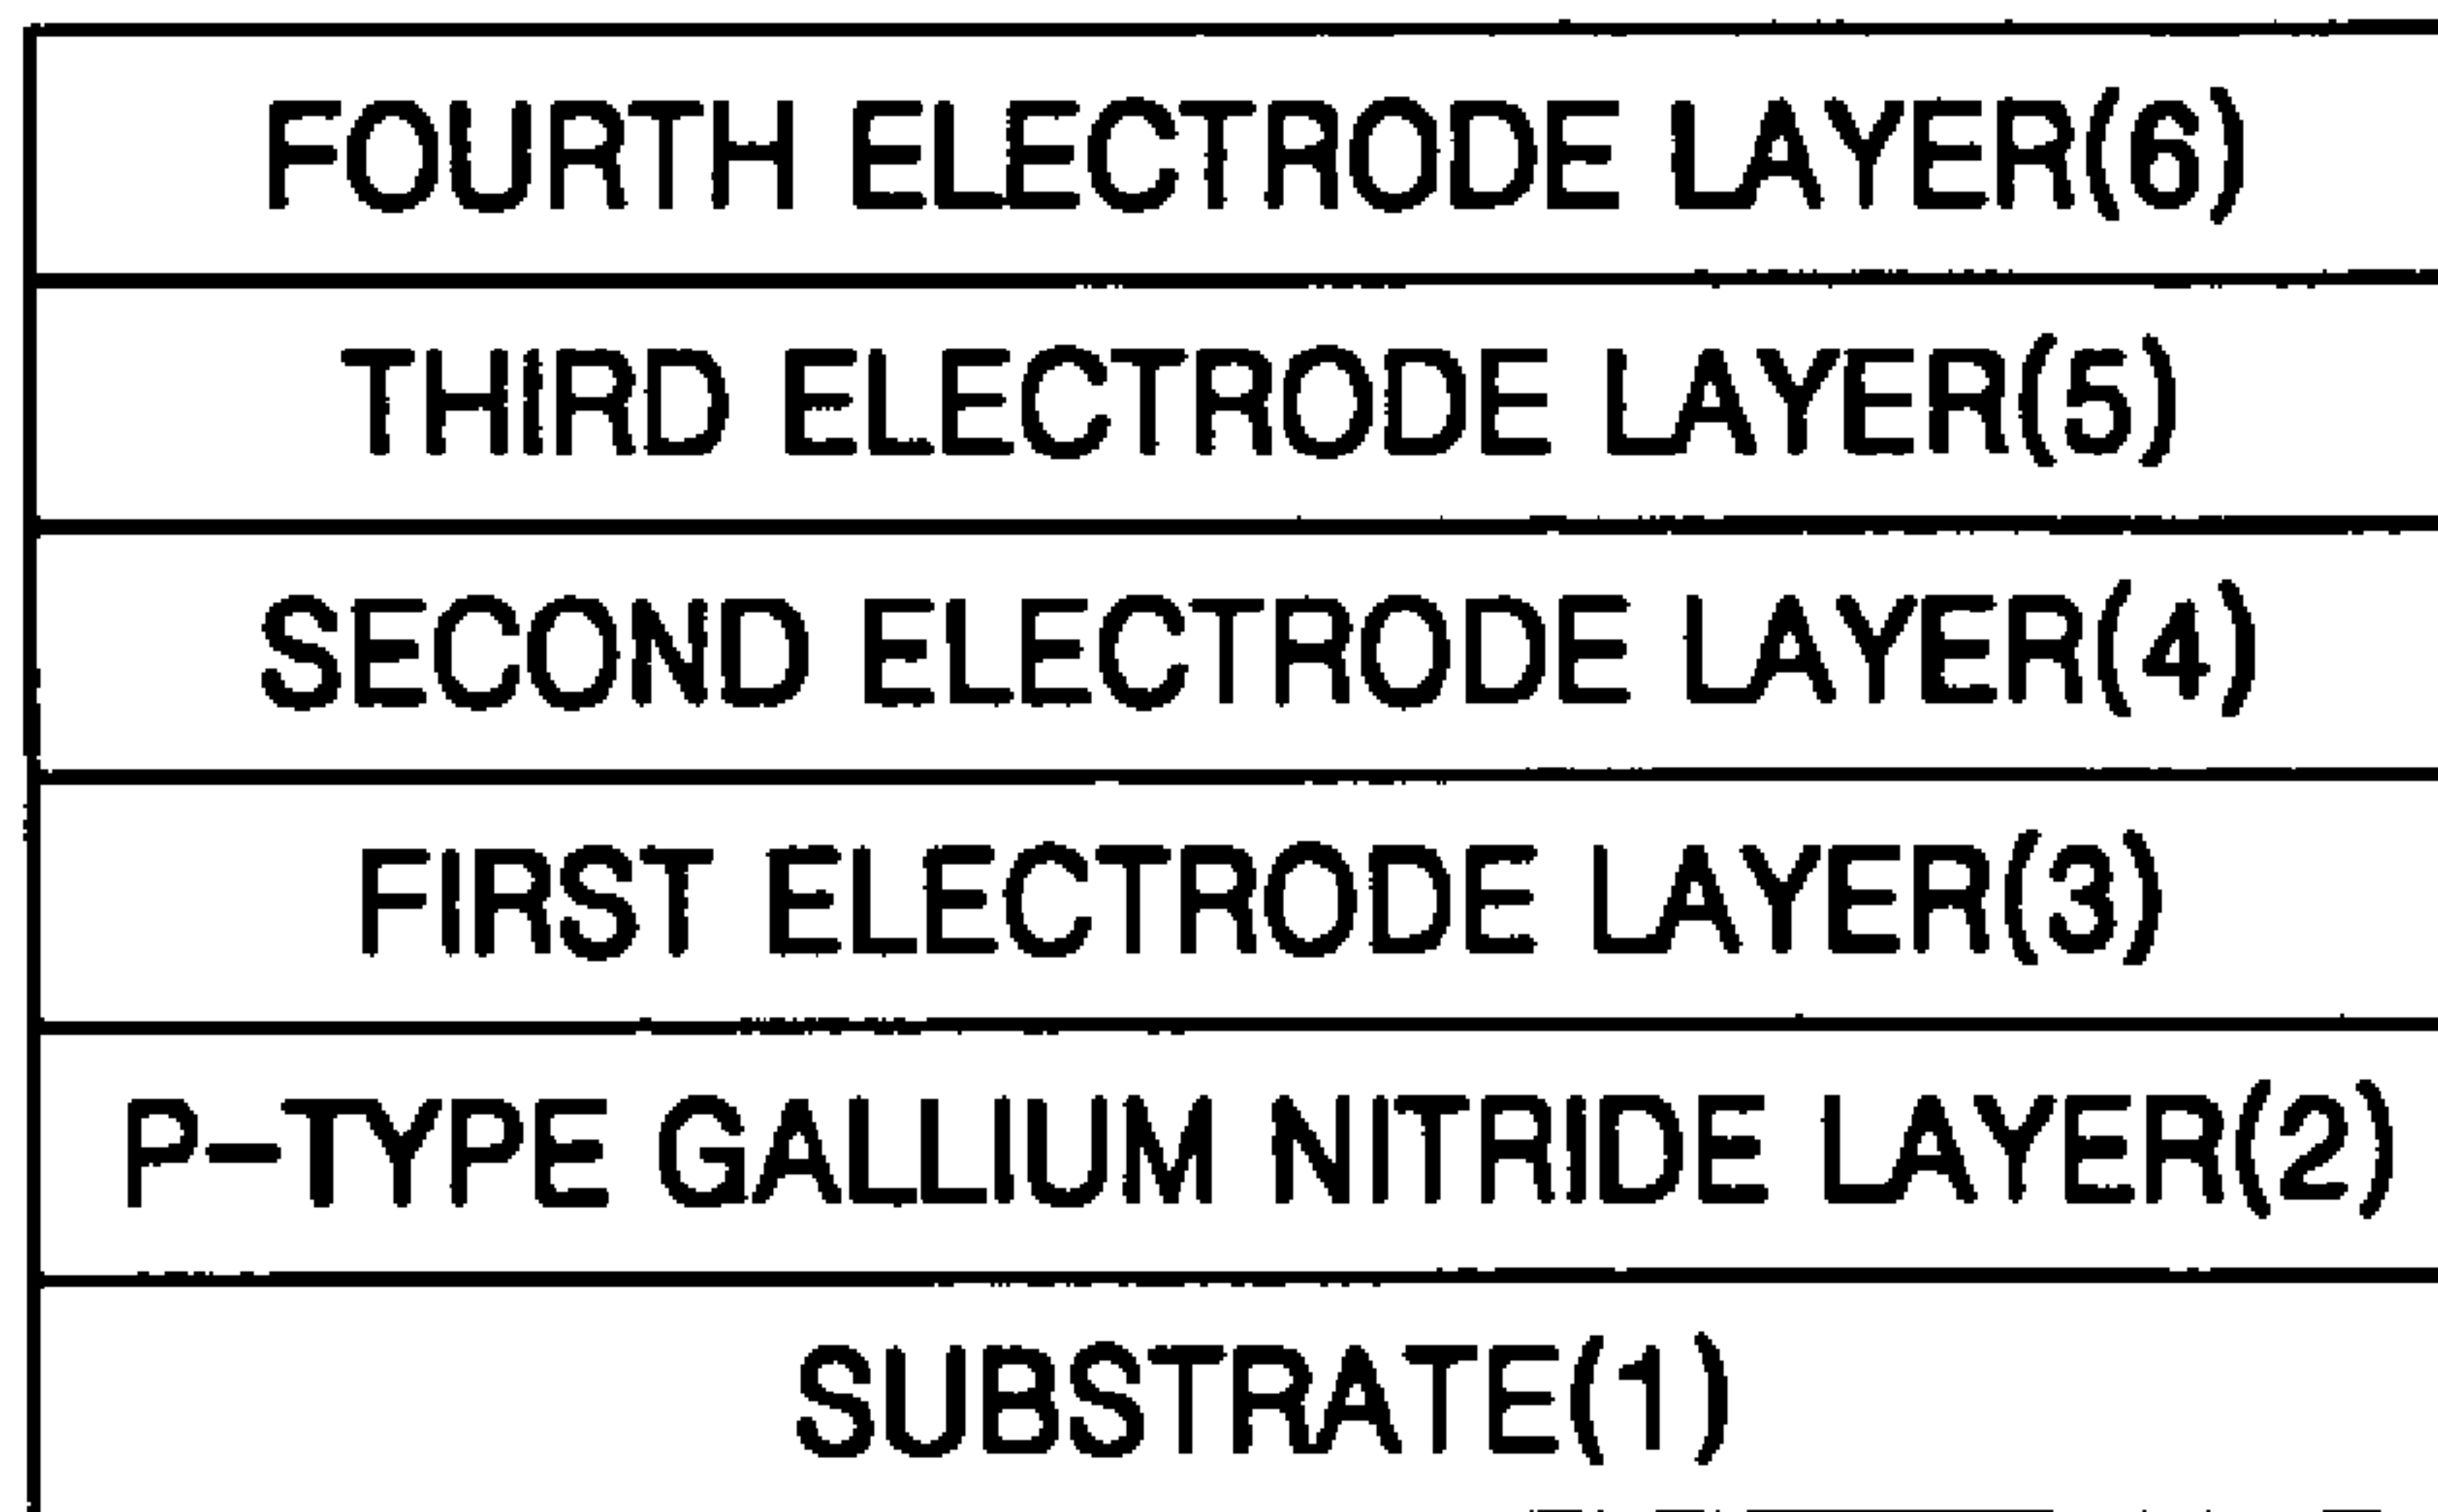 FOURTH ELECTRODE LAYER(6)
THIRD ELECTRODE LAYER(5)
SECOND ELECTRODE LAYER(4)
FIRST ELECTRODE LAYER(3)
P-TYPE GALLIUM NITRIDE LAYER(2)
SUBSTRATE(1)